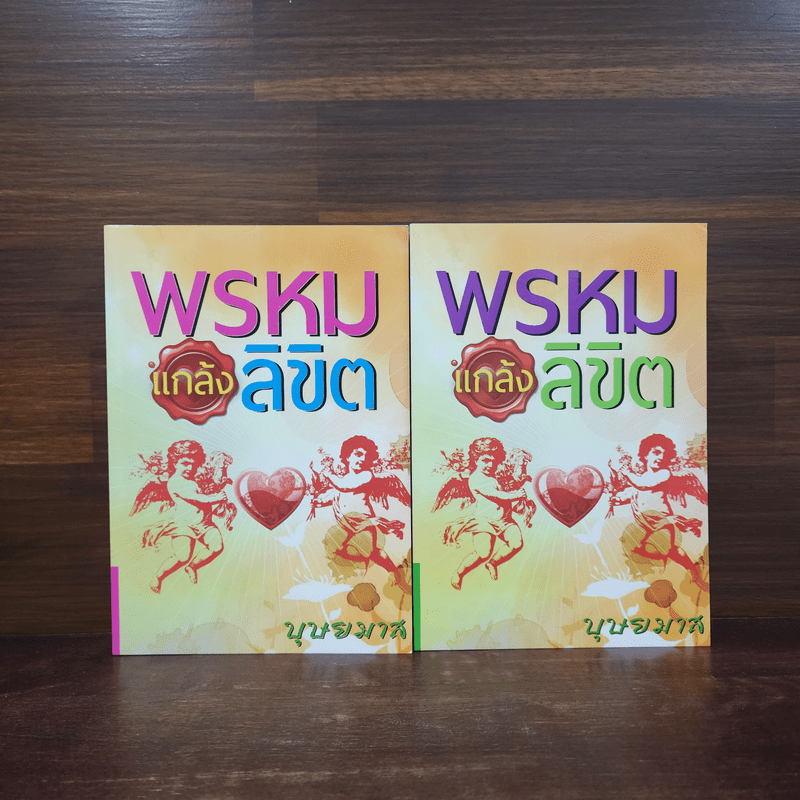 พรหม
แกล้ง ลิขิต
บุษยมาส
พรหม
แกล้ง ลิขิต
บุษยมาส